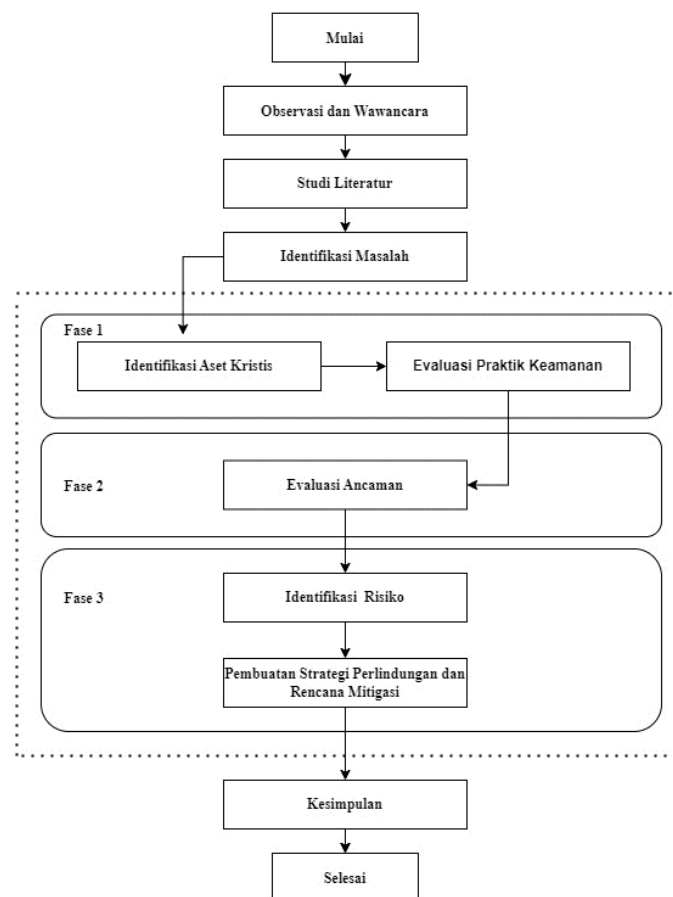 Mulai
Observasi dan Wawancara
Studi Literatur
Identifikasi Masalah
Fase 1
Identifikasi Aset Kristis
Evaluasi Praktik Keamanan
Fase 2
Evaluasi Ancaman
Fase 3
Identifikasi Risiko
Pembuatan Strategi Perlindungan dan
Rencana Mitigasi
Kesimpulan
Selesai